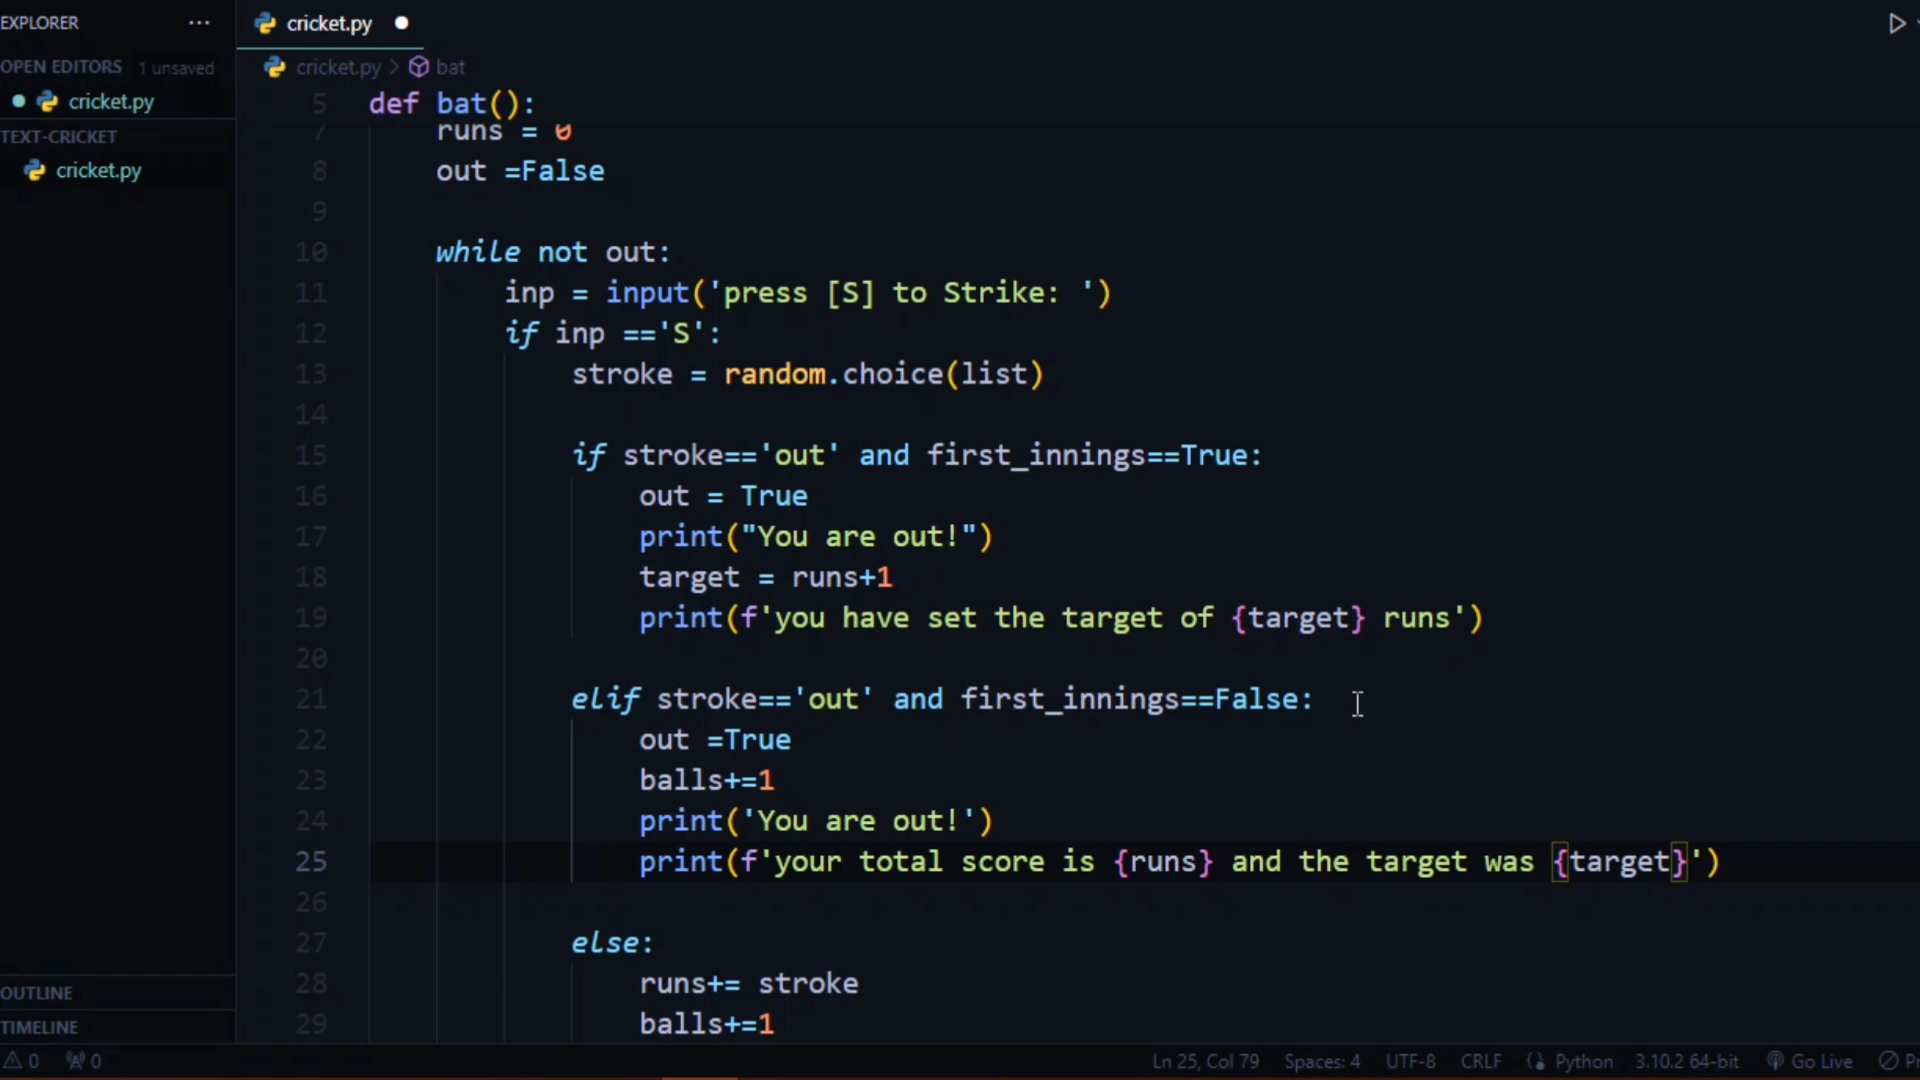 EXPLORER ···
cricket.py
OPEN EDITORS 1 unsaved
cricket.py
TEXT-CRICKET
cricket.py
OUTLINE
TIMELINE
cricket.py > bat
5 def bat():
7 runs = 0
8 out =False
9
10 while not out:
11 inp = input('press [S] to Strike: ')
12 if inp =='S':
13 stroke = random.choice(list)
14
15 if stroke=='out' and first_innings==True:
16 out = True
17 print("You are out!")
18 target = runs+1
19 print(f'you have set the target of {target} runs')
20
21 elif stroke=='out' and first_innings==False:
22 out =True
23 balls+=1
24 print('You are out!')
25 print(f'your total score is {runs} and the target was {target}')
26
27 else:
28 runs+= stroke
29 balls+=1
0 0 Ln 25, Col 79 Spaces: 4 UTF-8 CRLF Python 3.10.2 64-bit Go Live